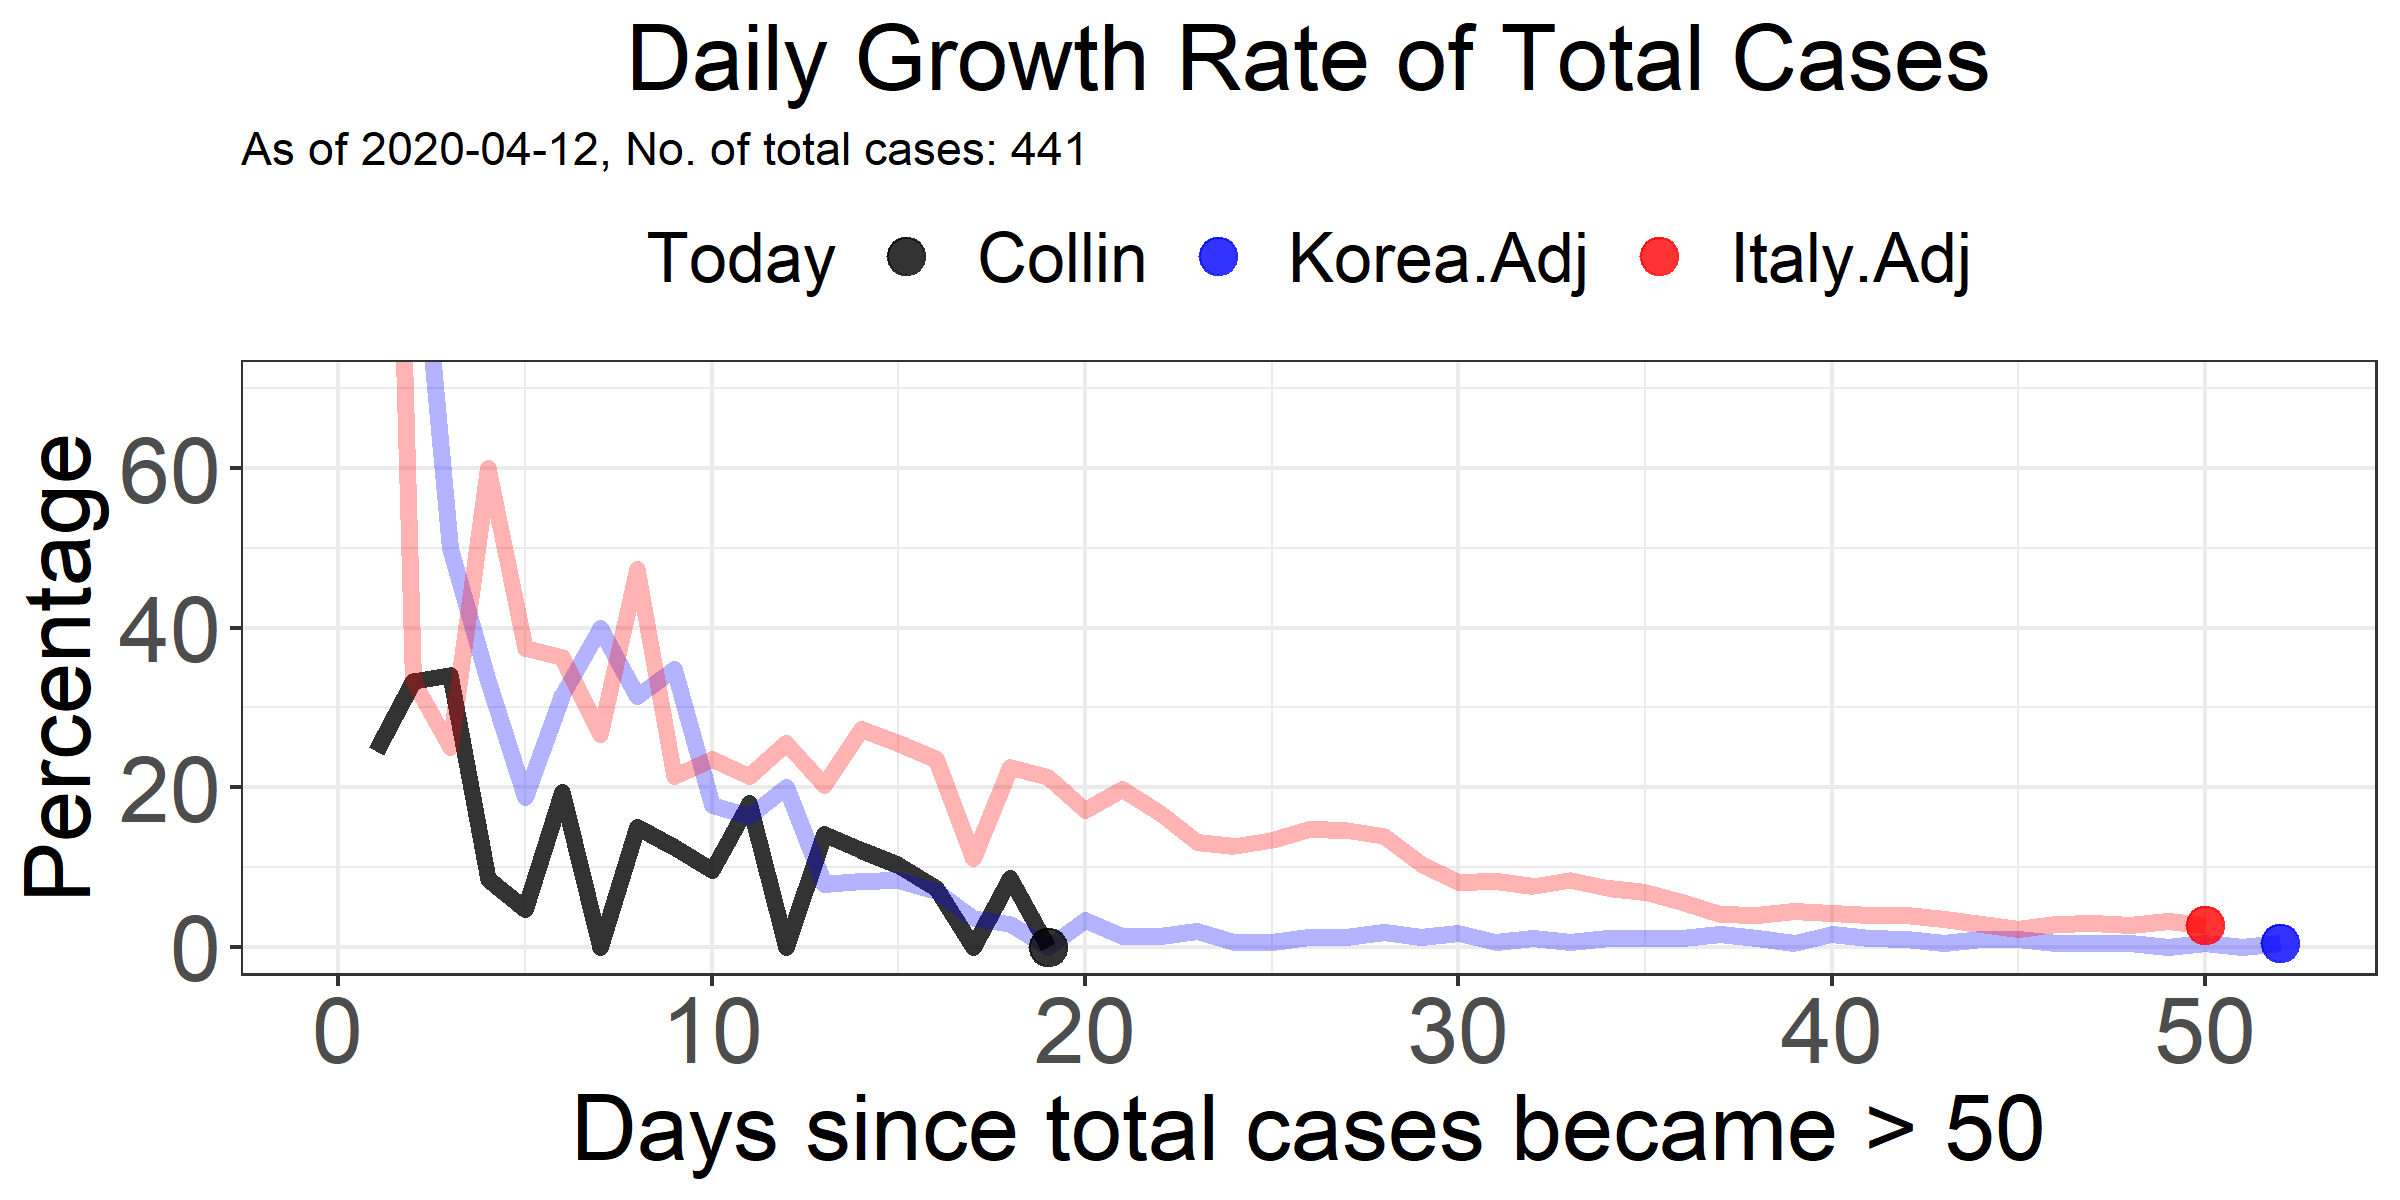 Daily Growth Rate of Total Cases
As of 2020-04-12, No. of total cases: 441
Today Collin Korea.Adj Italy.Adj
Percentage
60
40
20
0
0 10 20 30 40 50
Days since total cases became > 50